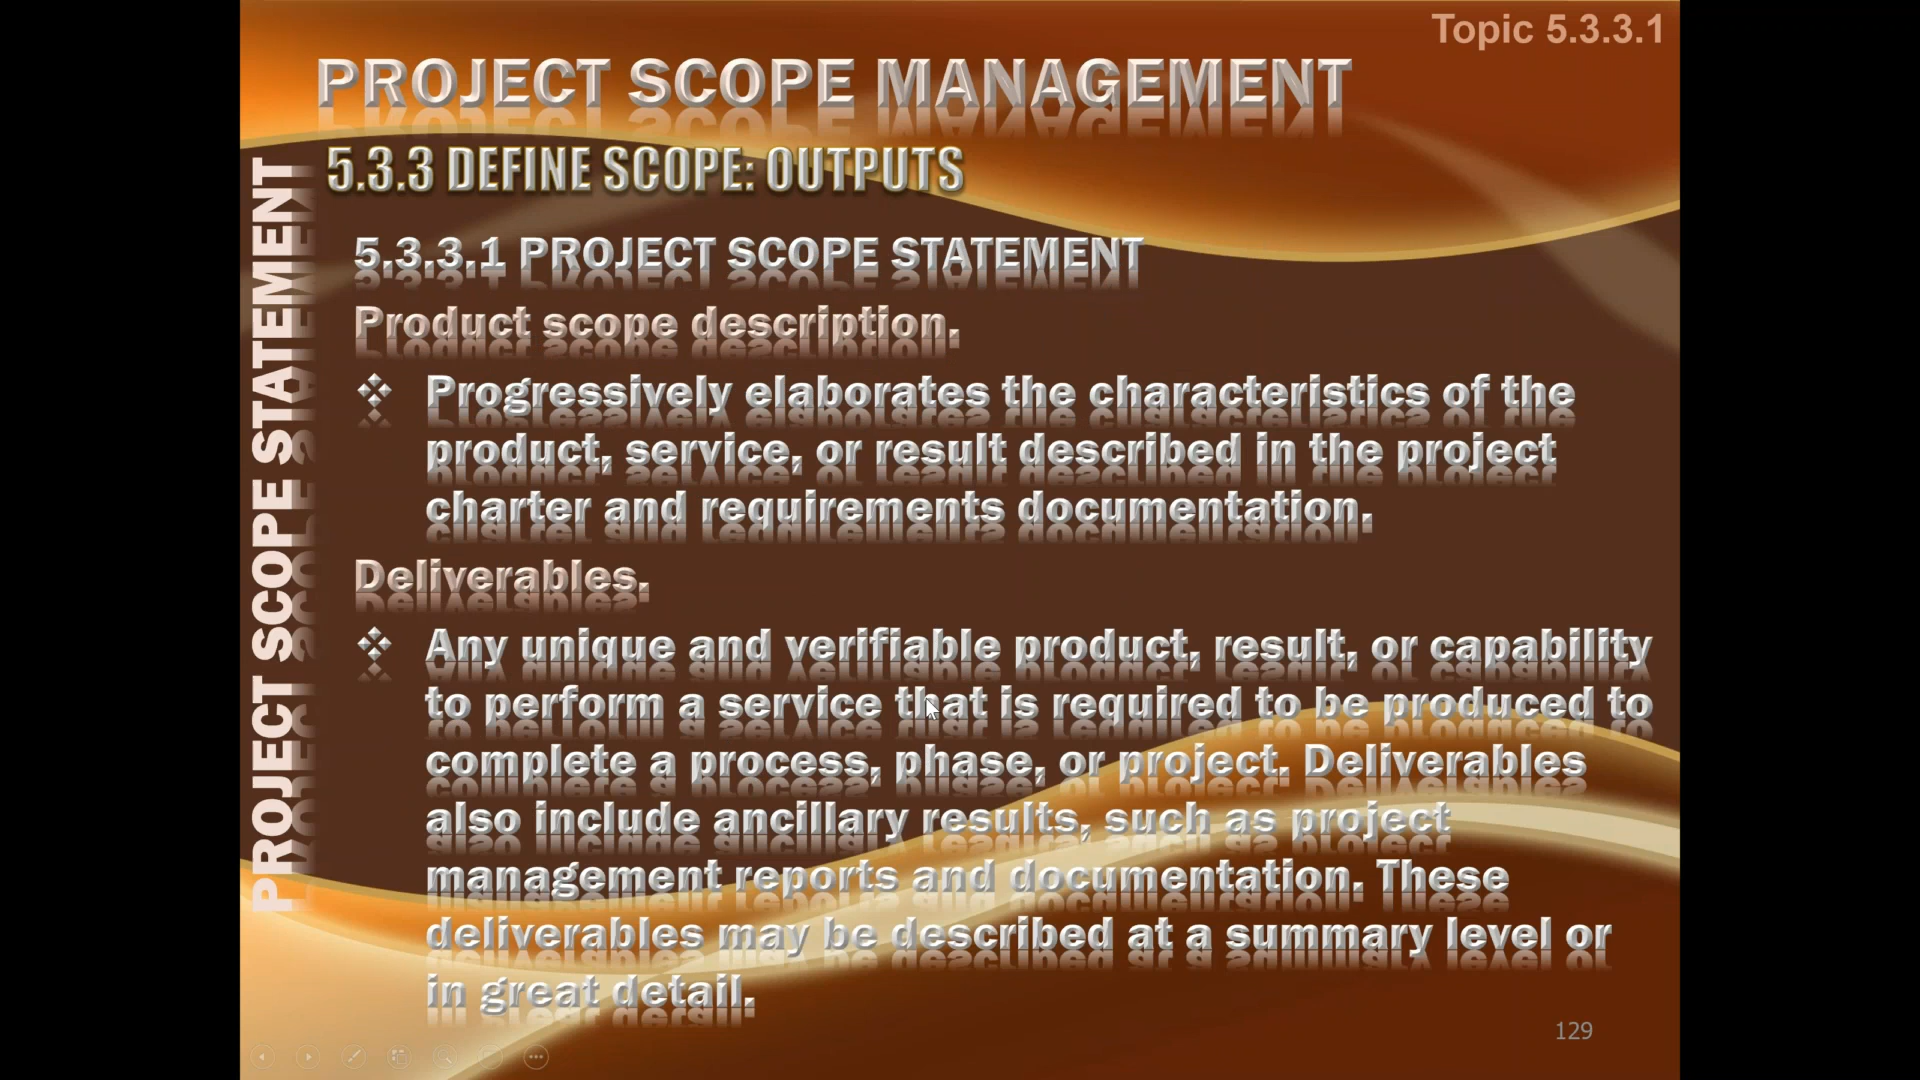 Topic 5.3.3.1
PROJECT SCOPE MANAGEMENT
5.3.3 DEFINE SCOPE: OUTPUTS
PROJECT SCOPE STATEMENT
5.3.3.1 PROJECT SCOPE STATEMENT
Product scope description.
❖ Progressively elaborates the characteristics of the
product, service, or result described in the project
charter and requirements documentation.
Deliverables.
❖ Any unique and verifiable product, result, or capability
to perform a service that is required to be produced to
complete a process, phase, or project. Deliverables
also include ancillary results, such as project
management reports and documentation. These
deliverables may be described at a summary level or
in great detail.
129